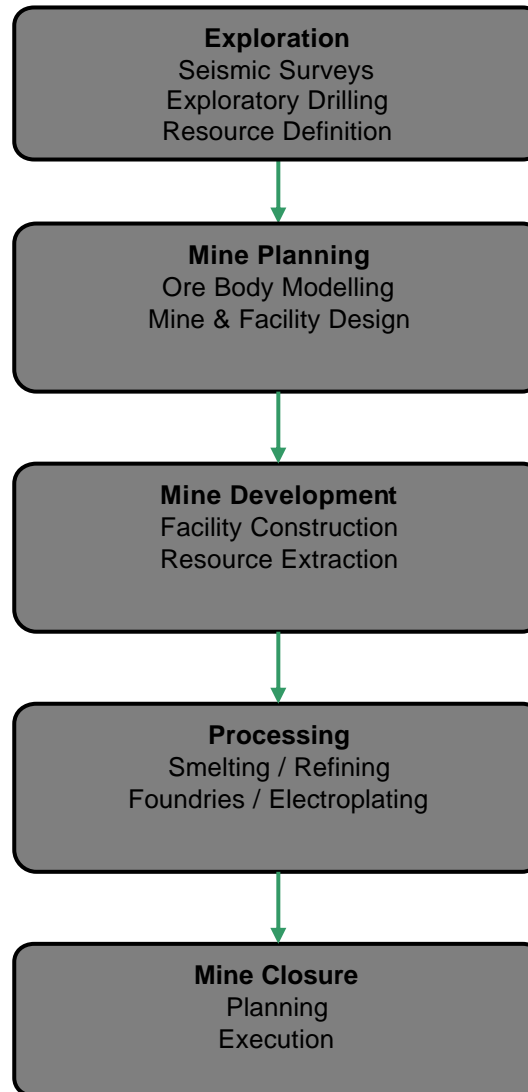 Exploration
Seismic Surveys
Exploratory Drilling
Resource Definition
Mine Planning
Ore Body Modelling
Mine & Facility Design
Mine Development
Facility Construction
Resource Extraction
Processing
Smelting / Refining
Foundries / Electroplating
Mine Closure
Planning
Execution